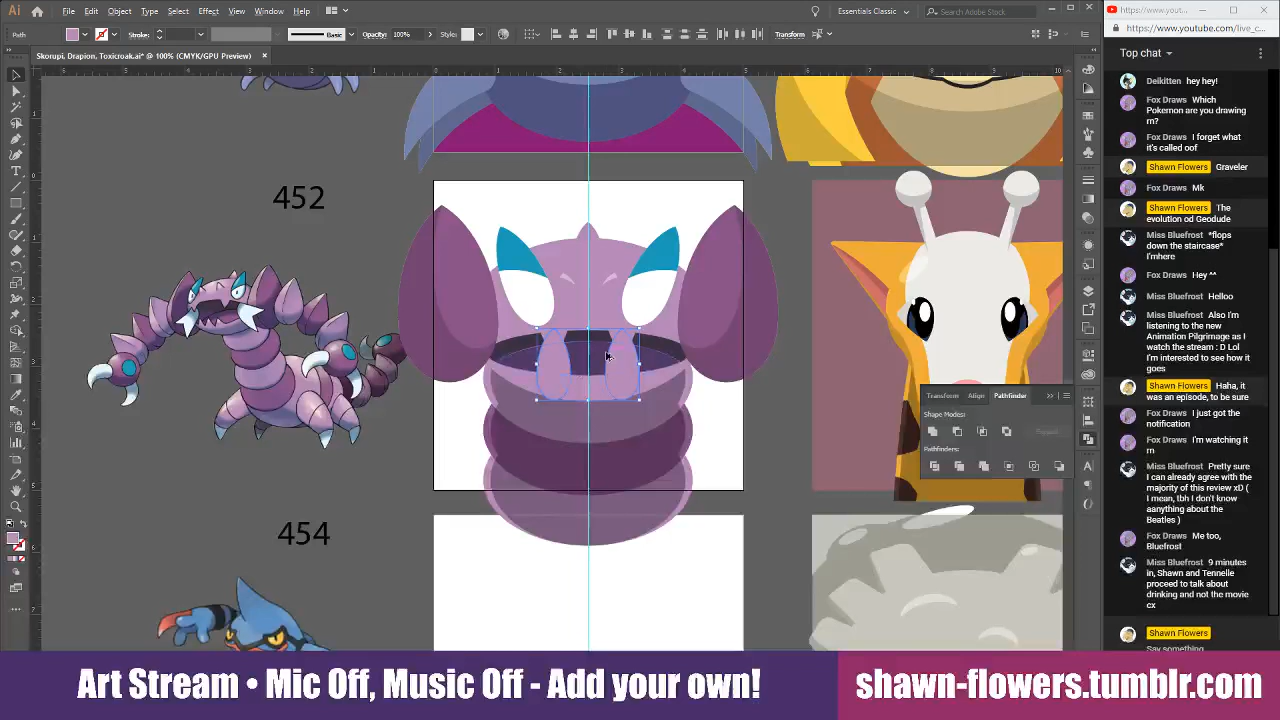 Ai File Edit Object Type Select Effect View Window Help Essentials Classic Search Adobe Stock
Path Stroke: Basic Opacity: 100% Styles: Transform
Skorupi, Drapion, Toxicroak.ai* @ 100% (CMYK/GPU Preview)
452
454
Transform Align Pathfinder
Shape Modes:
Expand
Pathfinders:
https://www.yout...
https://www.youtube.com/live_c...
Top chat
Deikitten hey hey!
Fox Draws Which
Pokemon are you drawing
rn?
Fox Draws I forget what
it's called oof
Shawn Flowers Graveler
Fox Draws Mk
Shawn Flowers The
evolution od Geodude
Miss Bluefrost *flops
down the staircase*
I'mhere
Fox Draws Hey ^^
Miss Bluefrost Helloo
Miss Bluefrost Also I'm
listening to the new
Animation Pilgrimage as
I watch the stream : D Lol
I'm interested to see how it
goes
Shawn Flowers Haha, it
was an episode, to be sure
Fox Draws I just got the
notification
Fox Draws I'm watching it
rn
Miss Bluefrost Pretty sure
I can already agree with the
majority of this review xD (
I mean, tbh I don't know
aanything about the
Beatles )
Fox Draws Me too,
Bluefrost
Miss Bluefrost 9 minutes
in, Shawn and Tennelle
proceed to talk about
drinking and not the movie
cx
Shawn Flowers
Say something
Art Stream • Mic Off, Music Off - Add your own!
shawn-flowers.tumblr.com